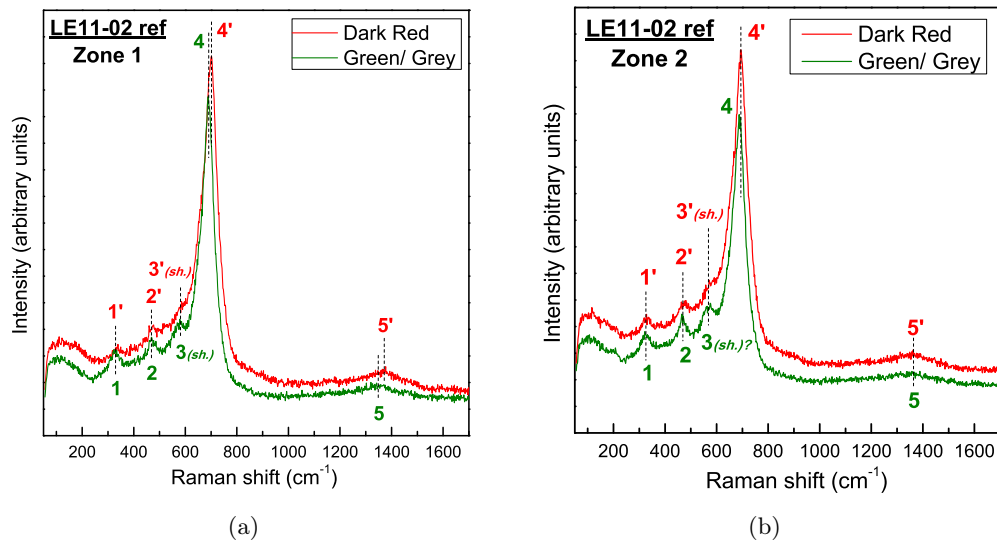 LE11-02 ref
Zone 1
4
4'
Dark Red
Green/ Grey
3'(sh.)
1'
2'
5'
1
2
3(sh.)
5
Intensity (arbitrary units)
200 400 600 800 1000 1200 1400 1600
Raman shift (cm-1)
(a)
LE11-02 ref
Zone 2
4'
Dark Red
Green/ Grey
4
3'(sh.)
2'
1'
5'
1
2
3(sh.)?
5
Intensity (arbitrary units)
200 400 600 800 1000 1200 1400 1600
Raman shift (cm-1)
(b)